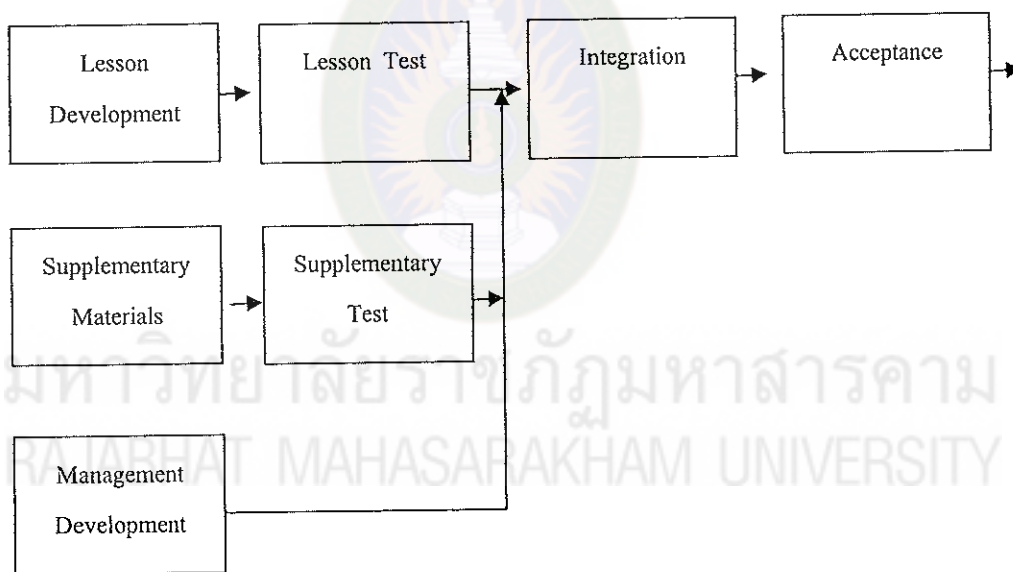 Lesson
Development
Lesson Test
Integration
Acceptance
Supplementary
Materials
Supplementary
Test
มหาวิทยาลัยราชภัฏมหาสารคาม
RAJABHAT MAHASARAKHAM UNIVERSITY
Management
Development